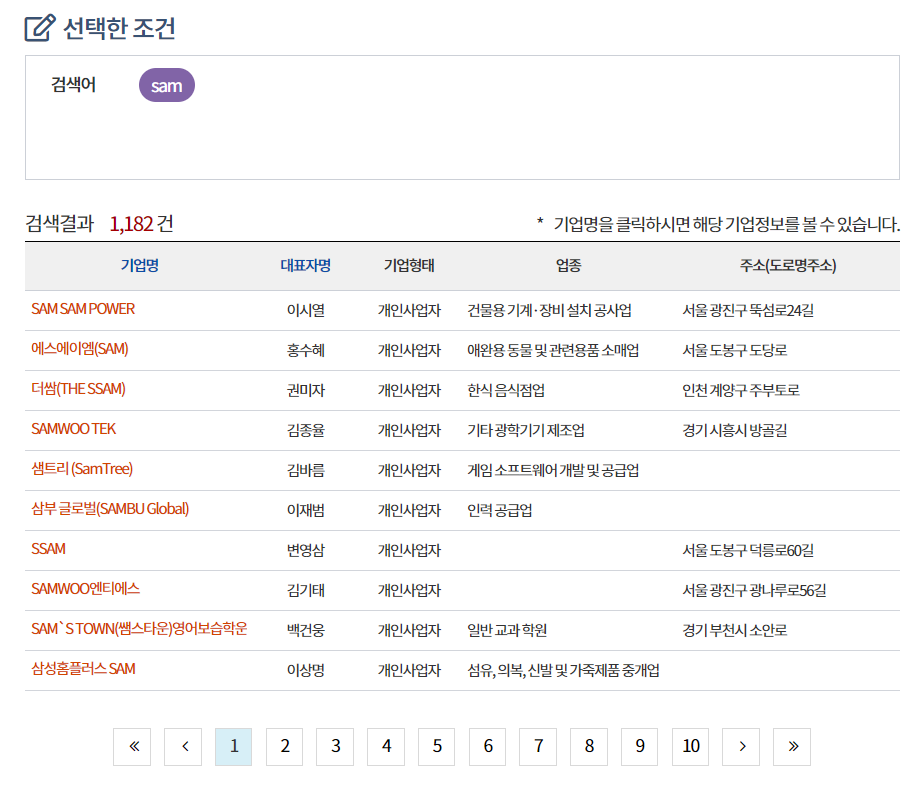 선택한 조건
검색어 sam
검색결과 1,182 건 * 기업명을 클릭하시면 해당 기업정보를 볼 수 있습니다.
기업명 대표자명 기업형태 업종 주소(도로명주소)
SAM SAM POWER 이시열 개인사업자 건물용 기계·장비 설치 공사업 서울 광진구 뚝섬로24길
에스에이엠(SAM) 홍수혜 개인사업자 애완용 동물 및 관련용품 소매업 서울 도봉구 도당로
더쌈(THE SSAM) 권미자 개인사업자 한식 음식점업 인천 계양구 주부토로
SAMWOO TEK 김종율 개인사업자 기타 광학기기 제조업 경기 시흥시 방골길
샘트리 (SamTree) 김바름 개인사업자 게임 소프트웨어 개발 및 공급업
삼부 글로벌(SAMBU Global) 이재범 개인사업자 인력 공급업
SSAM 변영삼 개인사업자 서울 도봉구 덕릉로60길
SAMWOO엔티에스 김기태 개인사업자 서울 광진구 광나루로56길
SAM`S TOWN(쌤스타운)영어보습학운 백건웅 개인사업자 일반 교과 학원 경기 부천시 소안로
삼성홈플러스 SAM 이상명 개인사업자 섬유, 의복, 신발 및 가죽제품 중개업
« ‹ 1 2 3 4 5 6 7 8 9 10 › »